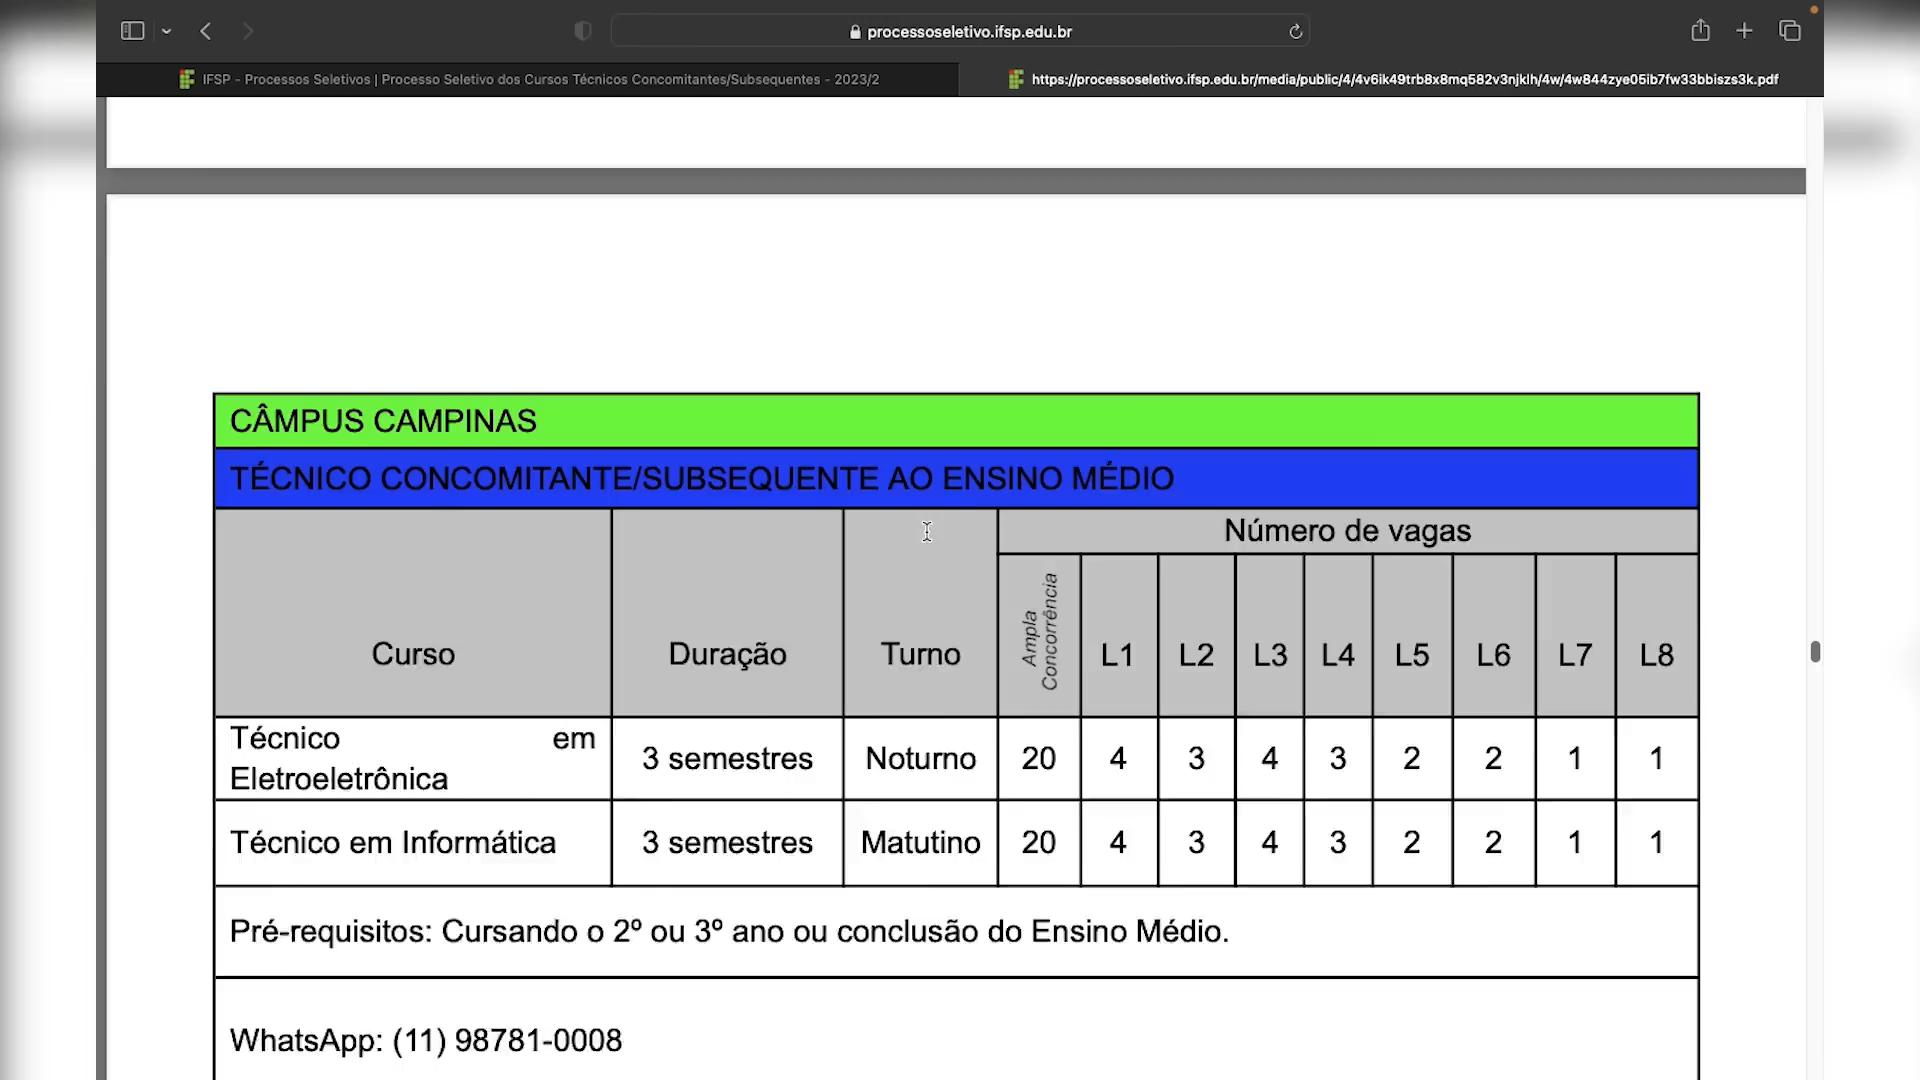 processoseletivo.ifsp.edu.br
IFSP - Processos Seletivos | Processo Seletivo dos Cursos Técnicos Concomitantes/Subsequentes - 2023/2
https://processoseletivo.ifsp.edu.br/media/public/4/4v6ik49trb8x8mq582v3njklh/4w/4w844zye05ib7fw33bbiszs3k.pdf
CÂMPUS CAMPINAS
TÉCNICO CONCOMITANTE/SUBSEQUENTE AO ENSINO MÉDIO
Número de vagas
Curso Duração Turno Ampla Concorrência L1 L2 L3 L4 L5 L6 L7 L8
Técnico em
Eletroeletrônica 3 semestres Noturno 20 4 3 4 3 2 2 1 1
Técnico em Informática 3 semestres Matutino 20 4 3 4 3 2 2 1 1
Pré-requisitos: Cursando o 2º ou 3º ano ou conclusão do Ensino Médio.
WhatsApp: (11) 98781-0008